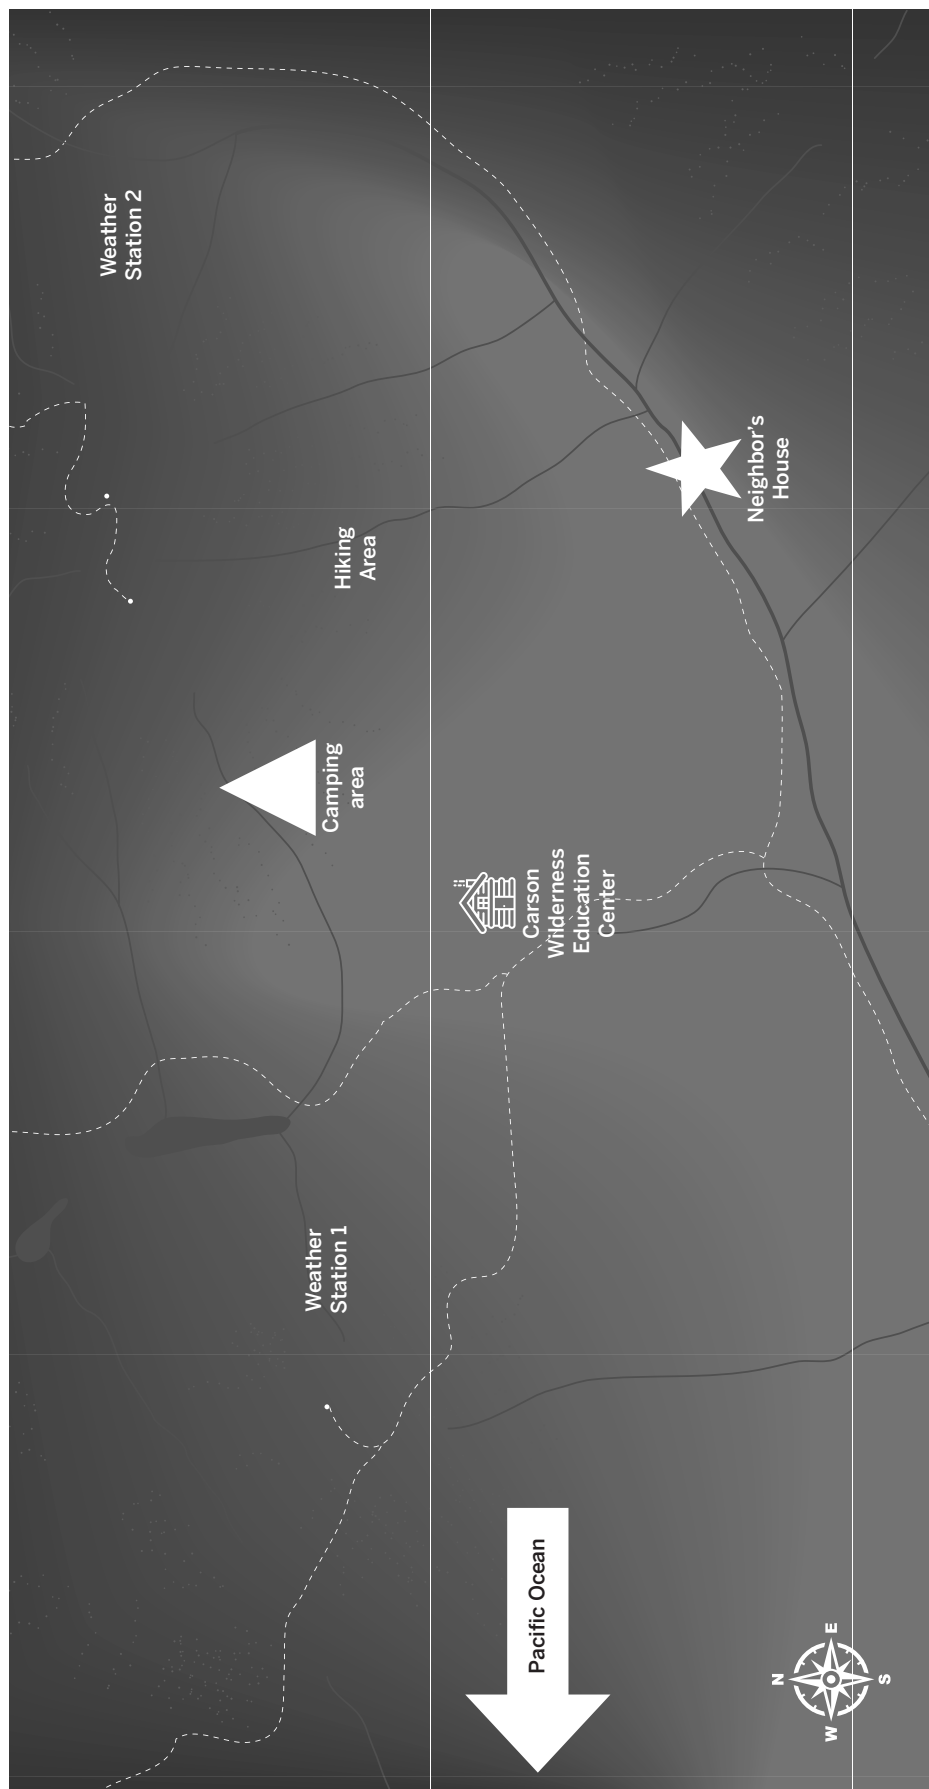 Weather
Station 2
Neighbor's
House
Hiking
Area
Camping
area
Carson
Wilderness
Education
Center
Weather
Station 1
Pacific Ocean
N
E
S
W